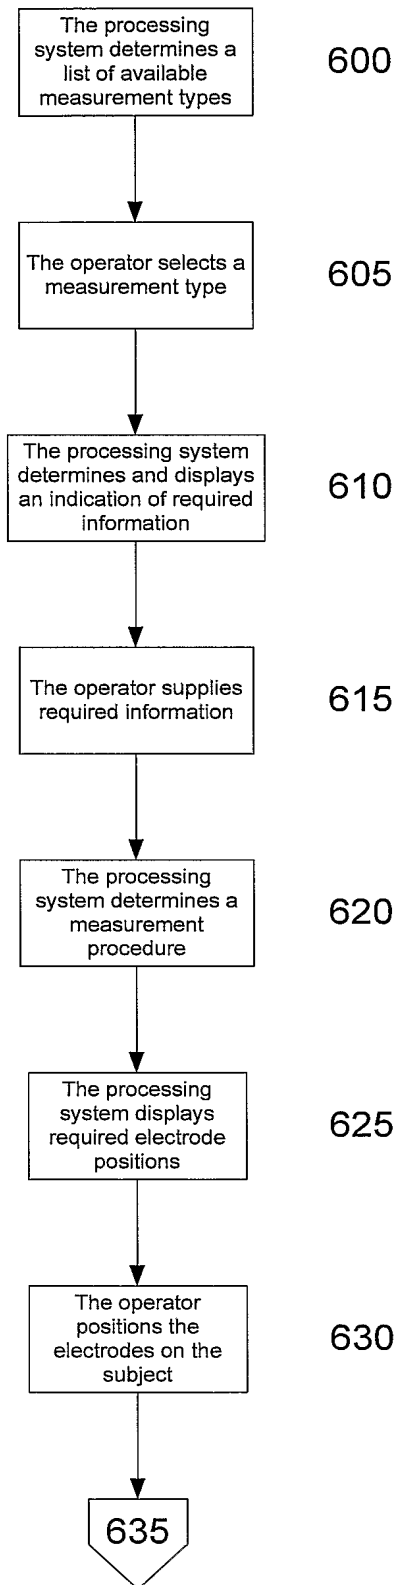 The processing
system determines a
list of available
measurement types
600
The operator selects a
measurement type
605
The processing system
determines and displays
an indication of required
information
610
The operator supplies
required information
615
The processing
system determines a
measurement
procedure
620
The processing
system displays
required electrode
positions
625
The operator
positions the
electrodes on the
subject
630
635